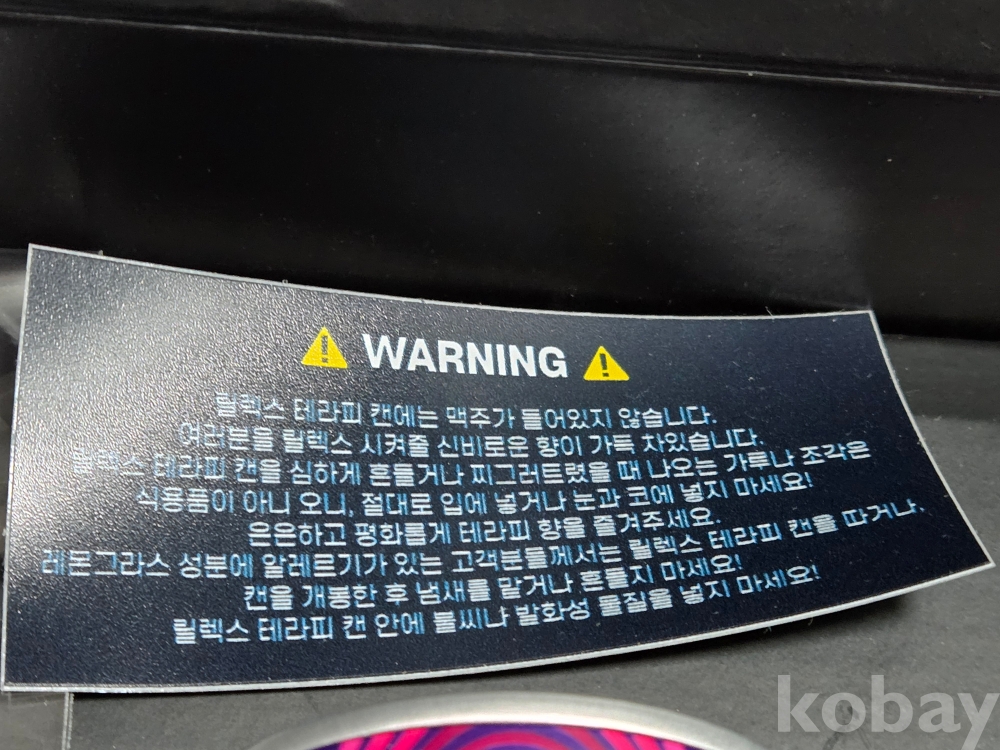 WARNING
릴렉스 테라피 캔에는 맥주가 들어있지 않습니다.
여러분을 릴렉스 시켜줄 신비로운 향이 가득 차있습니다.
릴렉스 테라피 캔을 심하게 흔들거나 찌그러트렸을 때 나오는 가루나 조각은
식용품이 아니 오니, 절대로 입에 넣거나 눈과 코에 넣지 마세요!
은은하고 평화롭게 테라피 향을 즐겨주세요.
레몬그라스 성분에 알레르기가 있는 고객분들께서는 릴렉스 테라피 캔을 따거나,
캔을 개봉한 후 냄새를 맡거나 흔들지 마세요!
릴렉스 테라피 캔 안에 불씨나 발화성 물질을 넣지 마세요!
kobay